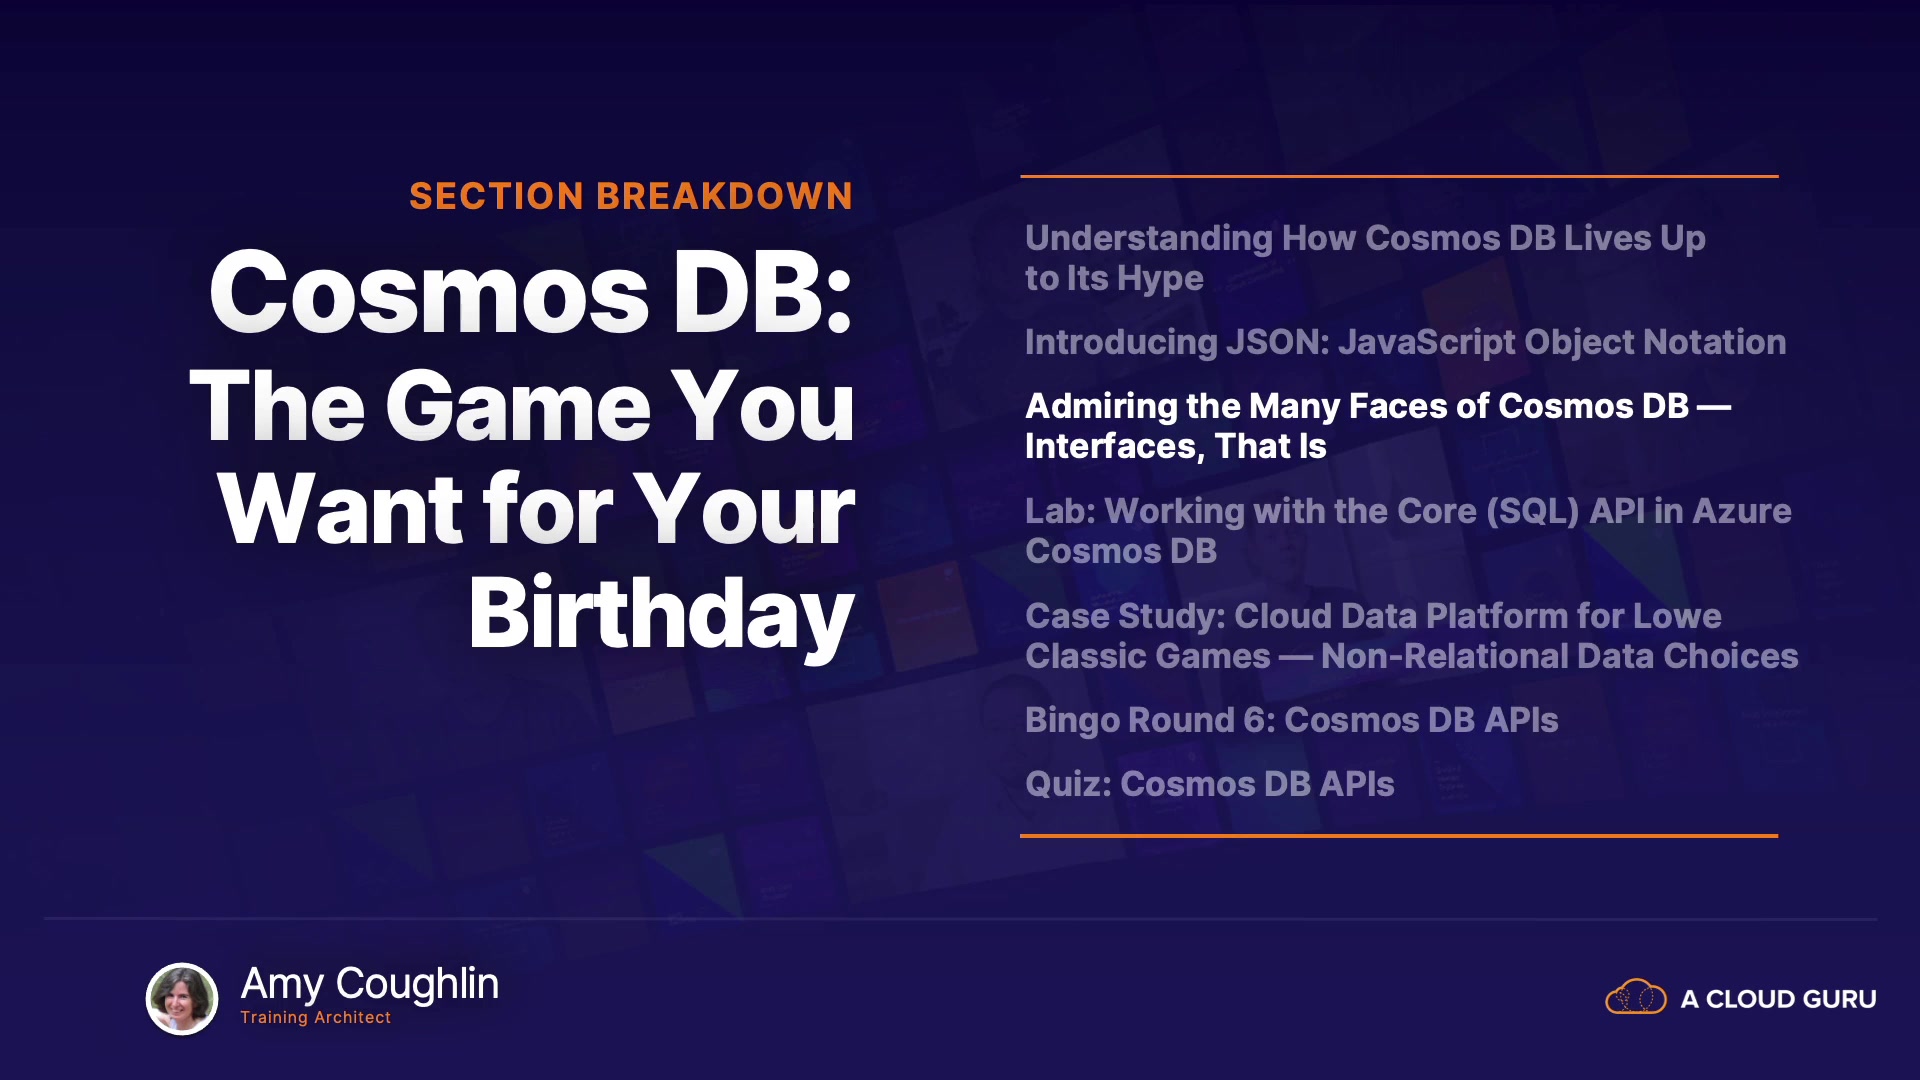 SECTION BREAKDOWN
Cosmos DB:
The Game You
Want for Your
Birthday
Understanding How Cosmos DB Lives Up
to Its Hype
Introducing JSON: JavaScript Object Notation
Admiring the Many Faces of Cosmos DB —
Interfaces, That Is
Lab: Working with the Core (SQL) API in Azure
Cosmos DB
Case Study: Cloud Data Platform for Lowe
Classic Games — Non-Relational Data Choices
Bingo Round 6: Cosmos DB APIs
Quiz: Cosmos DB APIs
Amy Coughlin
Training Architect
A CLOUD GURU